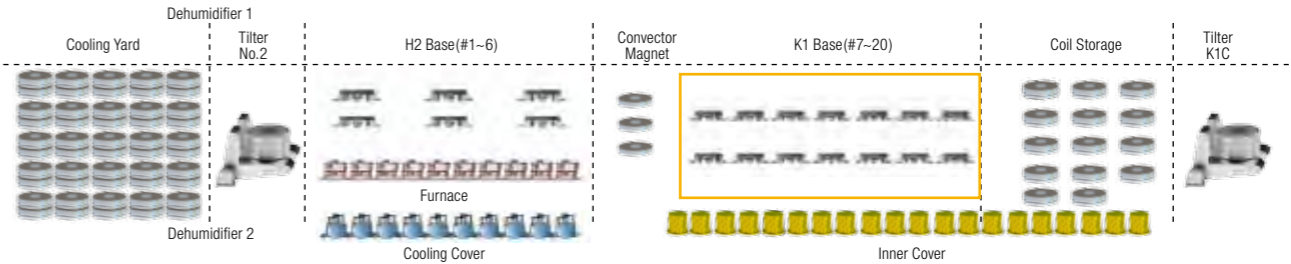 Dehumidifier 1
Cooling Yard
Tilter
No.2
H2 Base(#1~6)
Convector
Magnet
K1 Base(#7~20)
Coil Storage
Tilter
K1C
Furnace
Dehumidifier 2
Cooling Cover
Inner Cover